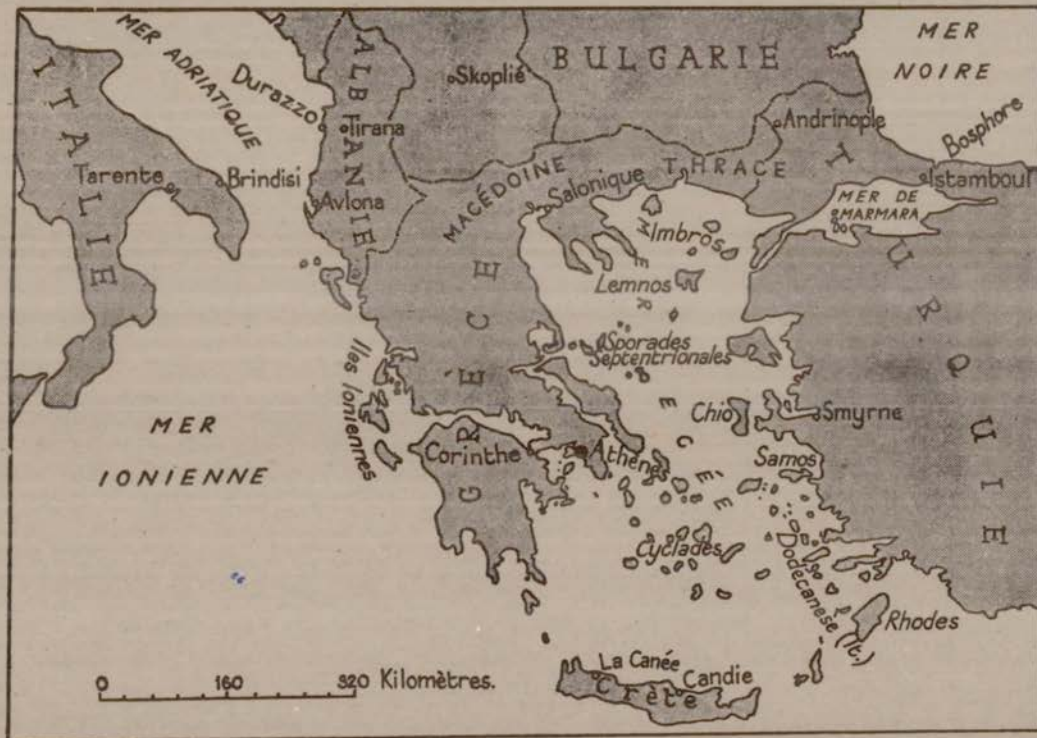 ITALIE
MER ADRIATIQUE
ALBANIE
BULGARIE
MER
NOIRE
Skoplié
Durazzo
Tirana
Andrinople
Bosphore
Tarente
Brindisi
Avlona
MACÉDOINE
THRACE
Salonique
Istamboul
MER DE
MARMARA
TURQUIE
Imbros
GRÈCE
MER EGÉE
Lemnos
Sporades
Septentrionales
Iles Ioniennes
Chio
Smyrne
MER
IONIENNE
Corinthe
Athènes
Samos
Cyclades
Dodécanèse (It.)
Rhodes
La Canée
Candie
Crète
0 160 320 Kilomètres.